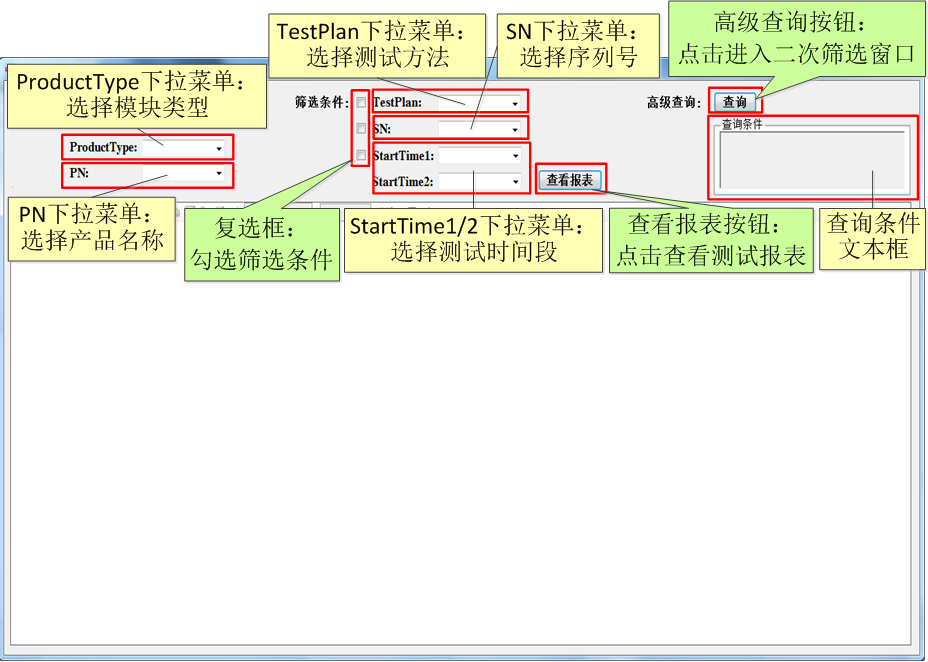 TestPlan下拉菜单：
选择测试方法
SN下拉菜单：
选择序列号
高级查询按钮：
点击进入二次筛选窗口
ProductType下拉菜单：
选择模块类型
筛选条件：
TestPlan:
高级查询：
查询
SN:
查询条件
ProductType:
StartTime1:
PN:
StartTime2:
查看报表
PN下拉菜单：
选择产品名称
复选框：
勾选筛选条件
StartTime1/2下拉菜单：
选择测试时间段
查看报表按钮：
点击查看测试报表
查询条件
文本框